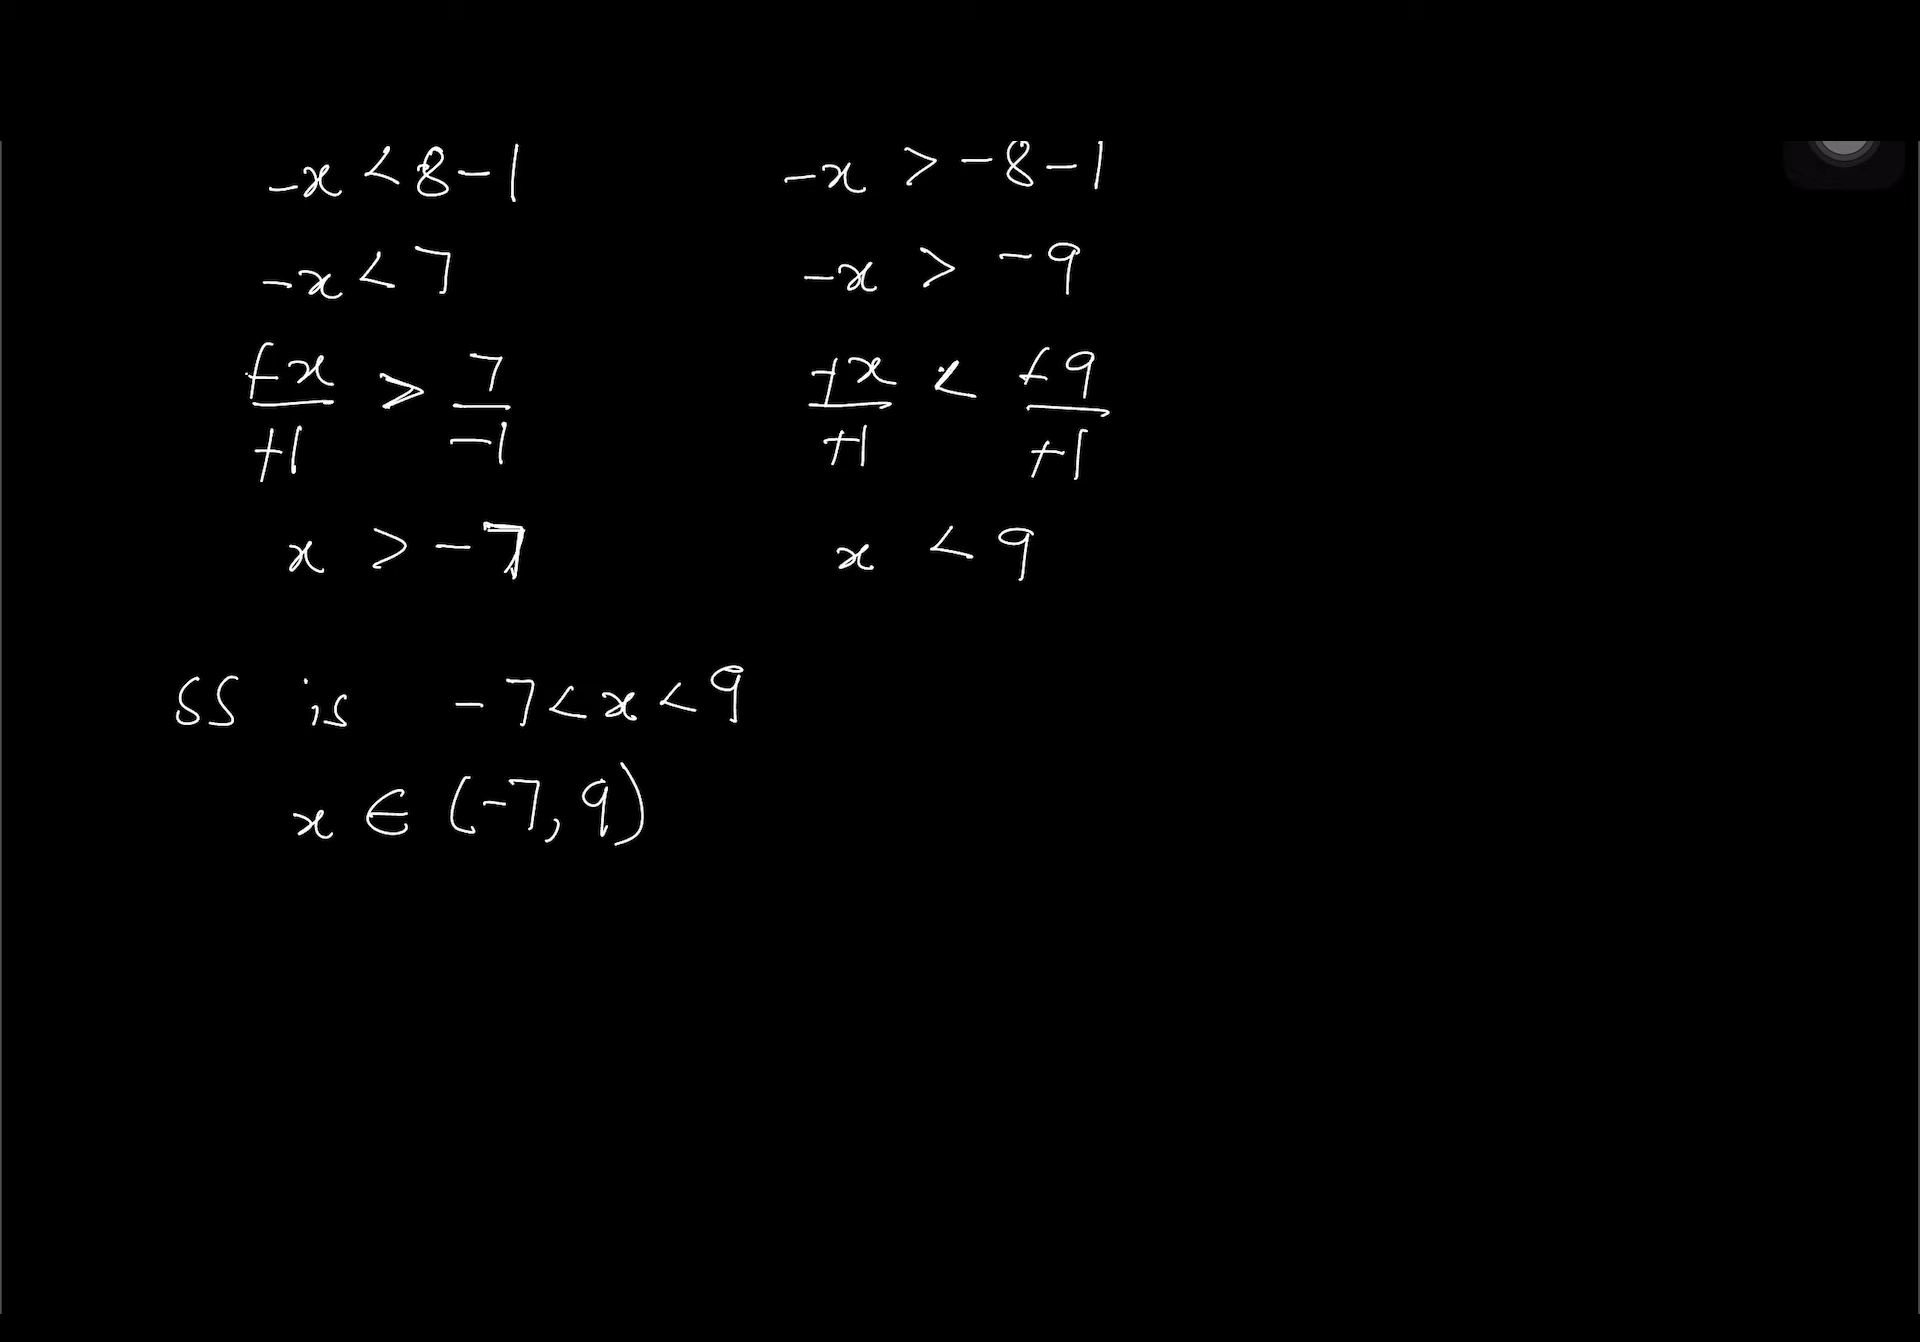 -x < 8 - 1
-x > -8 - 1
-x < 7
-x > -9
+x/+1 > 7/-1
+x/+1 < +9/+1
x > -7
x < 9
SS is -7 < x < 9
x ∈ (-7, 9)